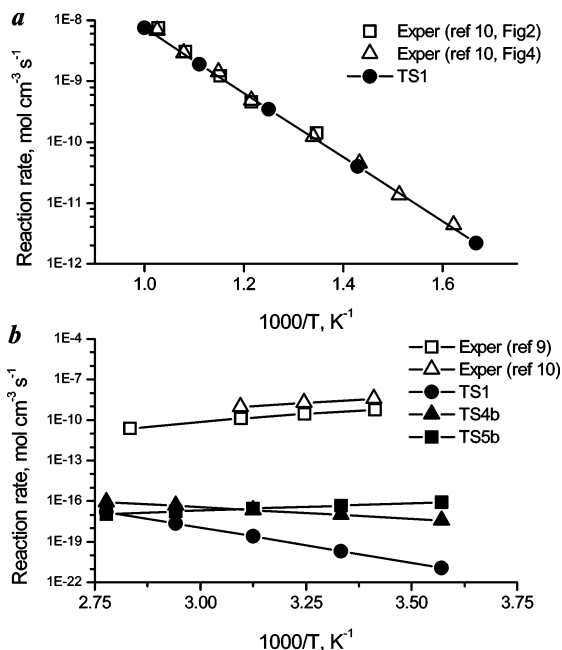 a
1E-8
1E-9
1E-10
1E-11
1E-12
Reaction rate, mol cm⁻³ s⁻¹
Exper (ref 10, Fig2)
Exper (ref 10, Fig4)
TS1
1.0 1.2 1.4 1.6
1000/T, K⁻¹
b
1E-4
1E-7
1E-10
1E-13
1E-16
1E-19
1E-22
Reaction rate, mol cm⁻³ s⁻¹
Exper (ref 9)
Exper (ref 10)
TS1
TS4b
TS5b
2.75 3.00 3.25 3.50 3.75
1000/T, K⁻¹